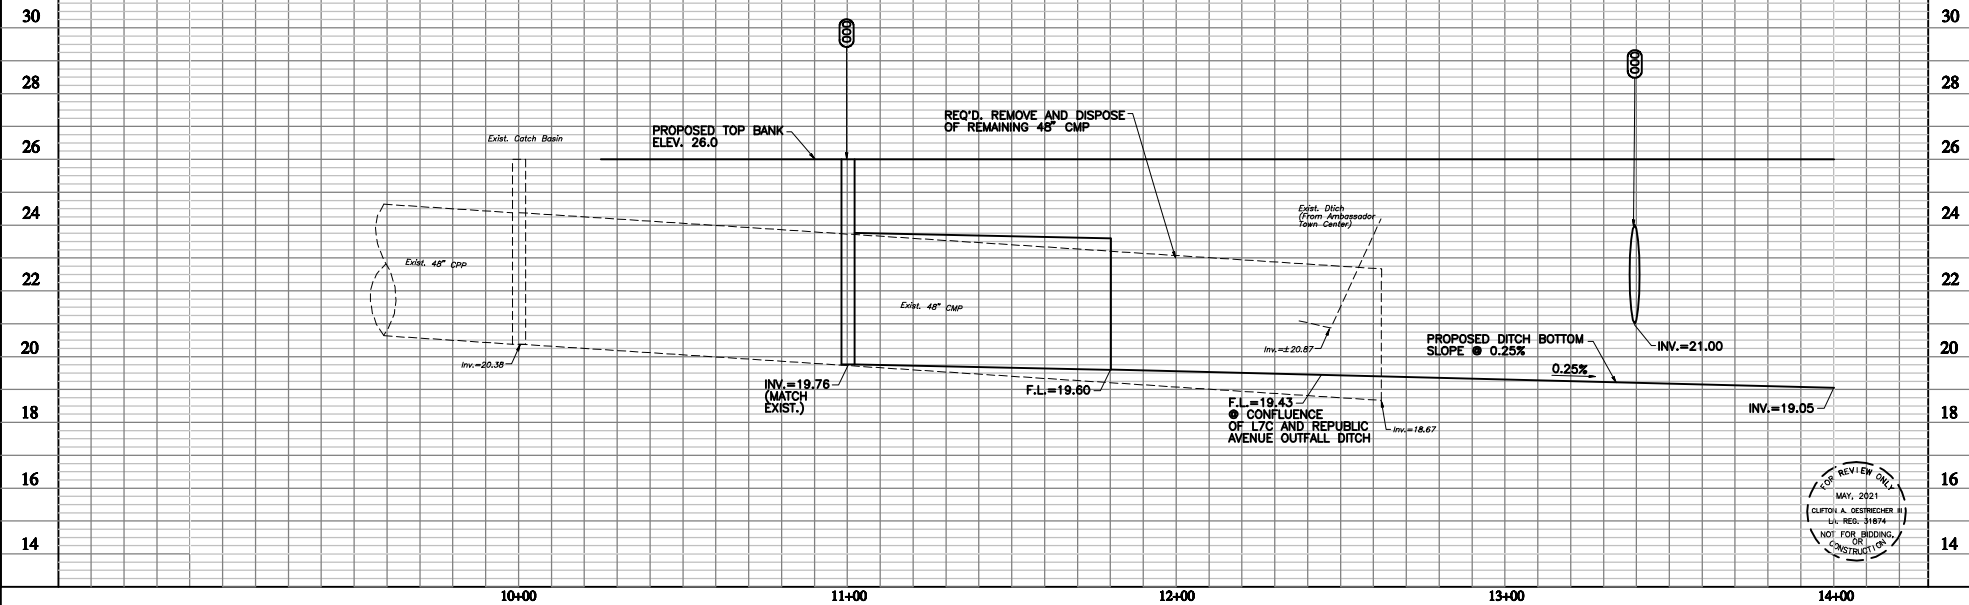 30
30
28
28
26
26
24
24
22
22
20
20
18
18
16
16
14
14
000
000
REQ'D. REMOVE AND DISPOSE
OF REMAINING 48" CMP
PROPOSED TOP BANK
ELEV. 26.0
Exist. Catch Basin
Exist. Dtich
(From Ambassador
Town Center)
Exist. 48" CPP
Exist. 48" CMP
Inv.=20.38
Inv.=±20.87
PROPOSED DITCH BOTTOM
SLOPE @ 0.25%
INV.=21.00
0.25%
INV.=19.76
(MATCH
EXIST.)
F.L.=19.60
F.L.=19.43
@ CONFLUENCE
OF L7C AND REPUBLIC
AVENUE OUTFALL DITCH
Inv.=18.67
INV.=19.05
FOR REVIEW ONLY
MAY, 2021
CLIFTON A. OESTRIECHER III
LA. REG. 31874
NOT FOR BIDDING,
OR
CONSTRUCTION
10+00
11+00
12+00
13+00
14+00